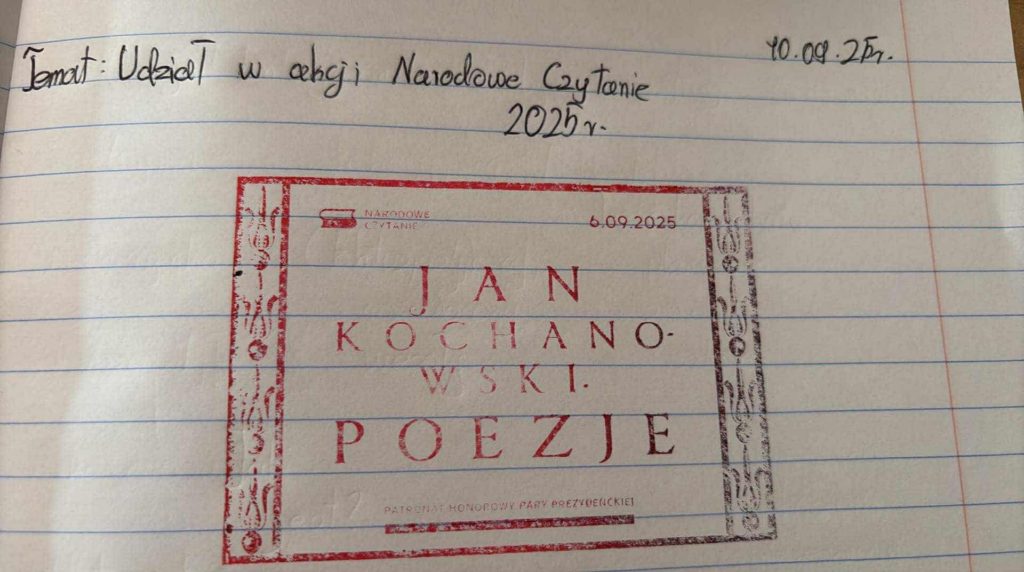 Temat: Udział w akcji Narodowe Czytanie
10.09.25r.
2025r.
NARODOWE
CZYTANIE
6.09.2025
JAN
KOCHANO-
WSKI.
POEZJE
PATRONAT HONOROWY PARY PREZYDENCKIEJ